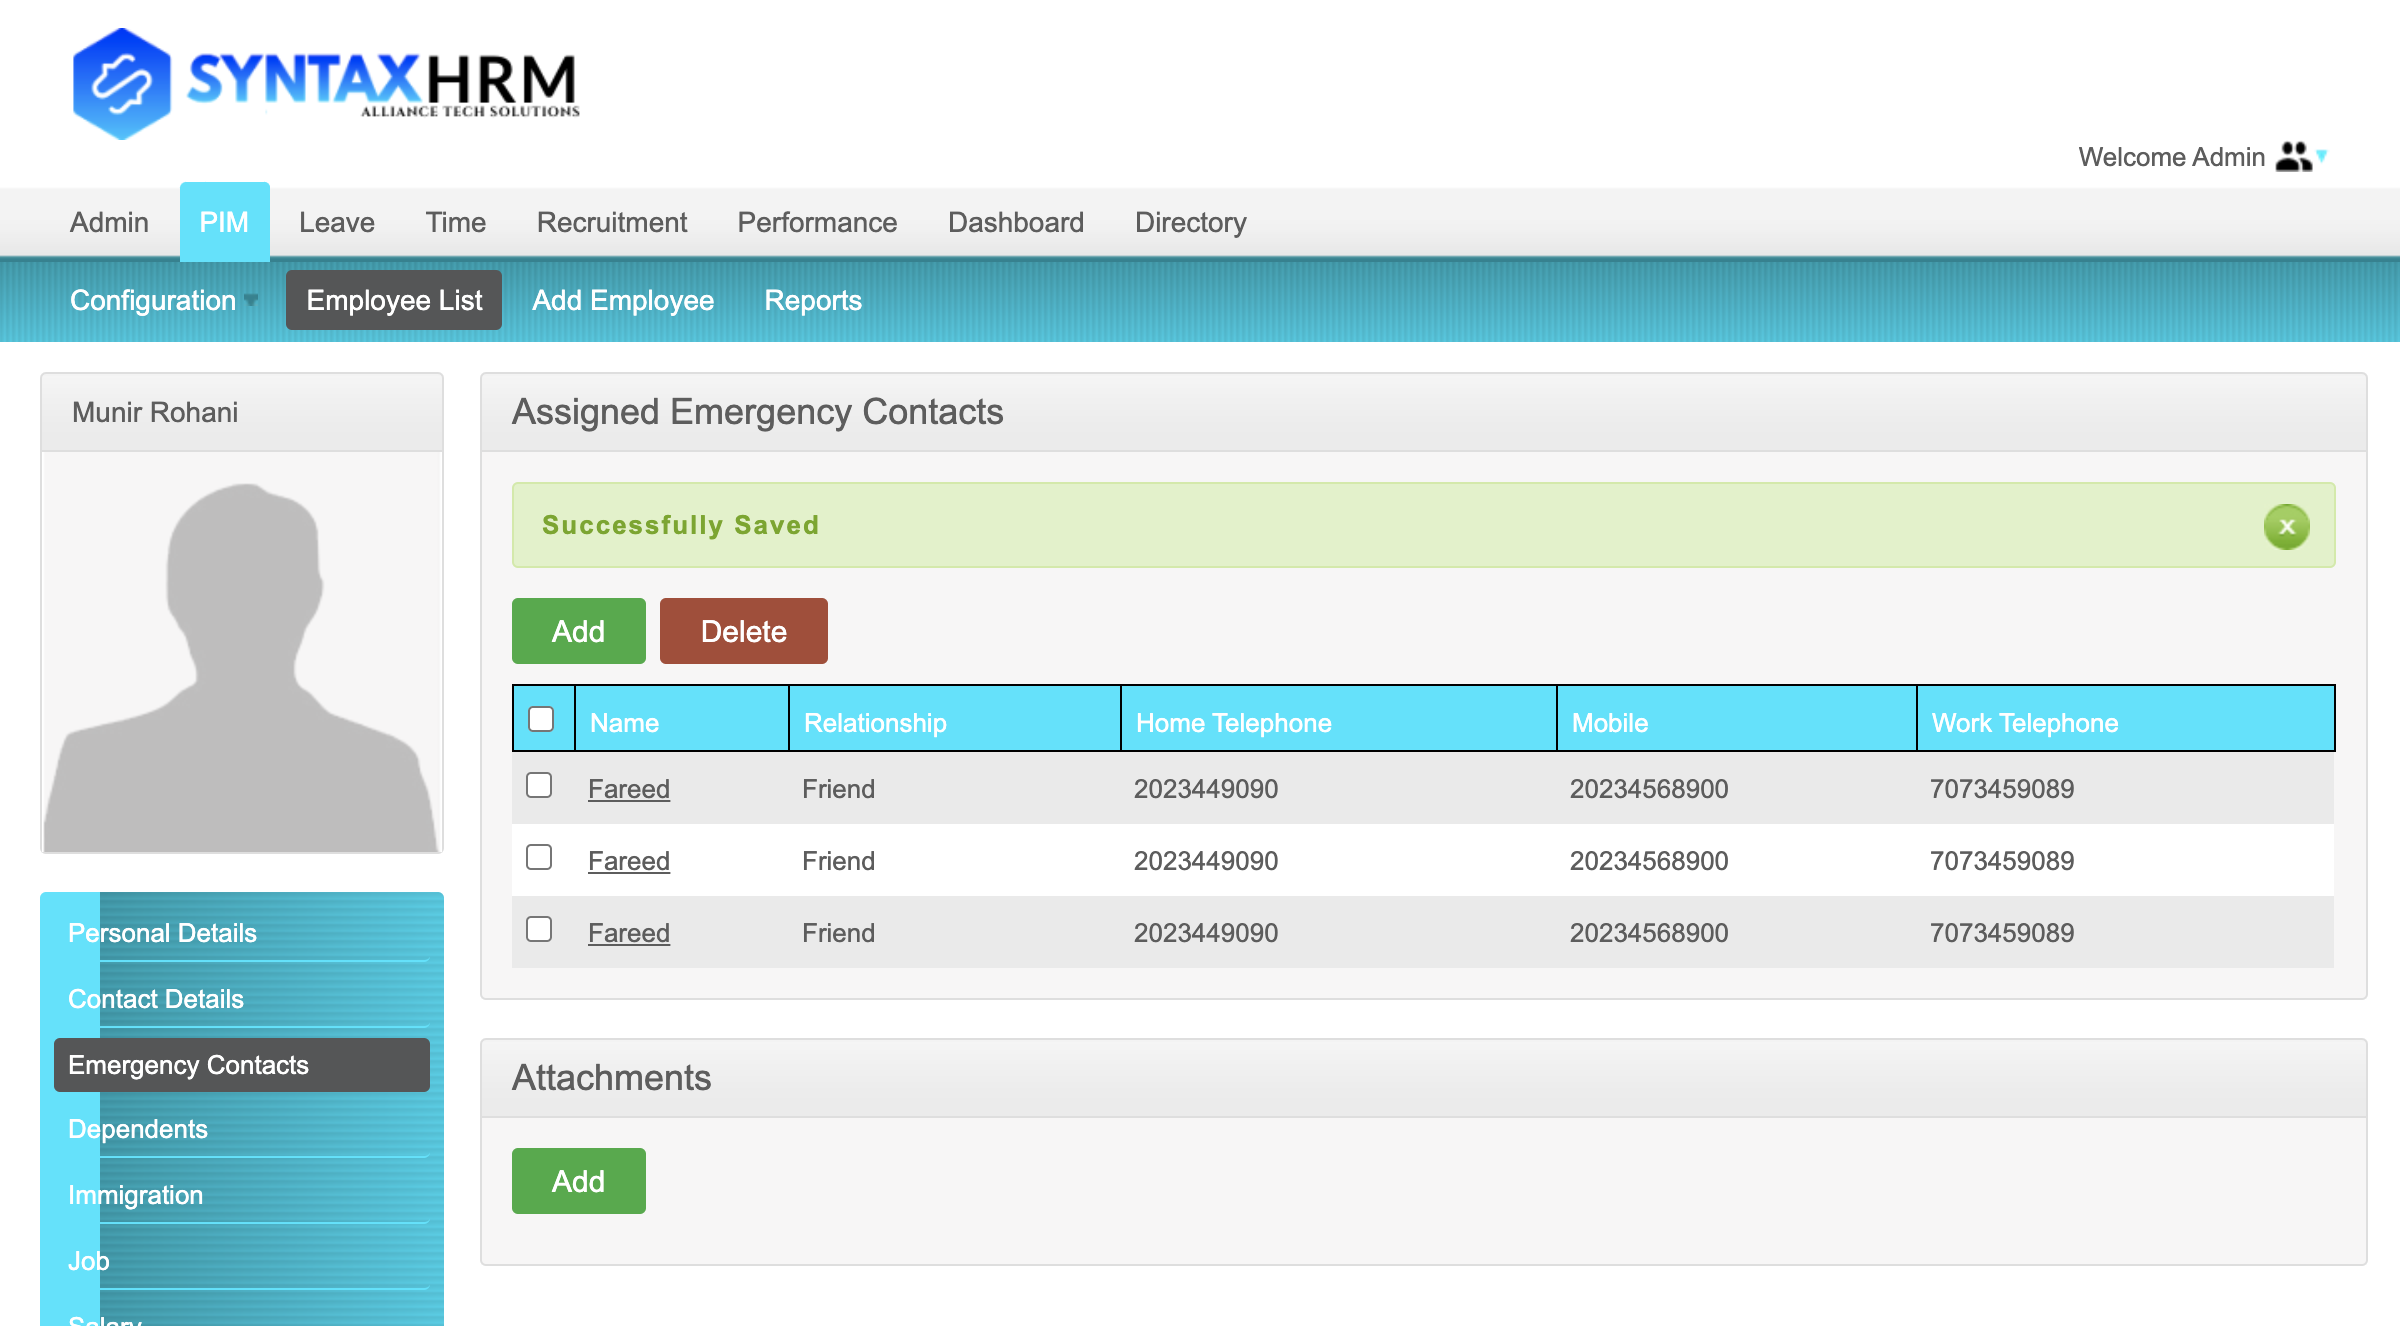 SYNTAXHRM
ALLIANCE TECH SOLUTIONS
Welcome Admin
Admin PIM Leave Time Recruitment Performance Dashboard Directory
Configuration Employee List Add Employee Reports
Munir Rohani
Assigned Emergency Contacts
Successfully Saved
x
Add Delete
Name Relationship Home Telephone Mobile Work Telephone
Fareed Friend 2023449090 20234568900 7073459089
Fareed Friend 2023449090 20234568900 7073459089
Fareed Friend 2023449090 20234568900 7073459089
Personal Details
Contact Details
Emergency Contacts
Dependents
Immigration
Job
Salary
Attachments
Add